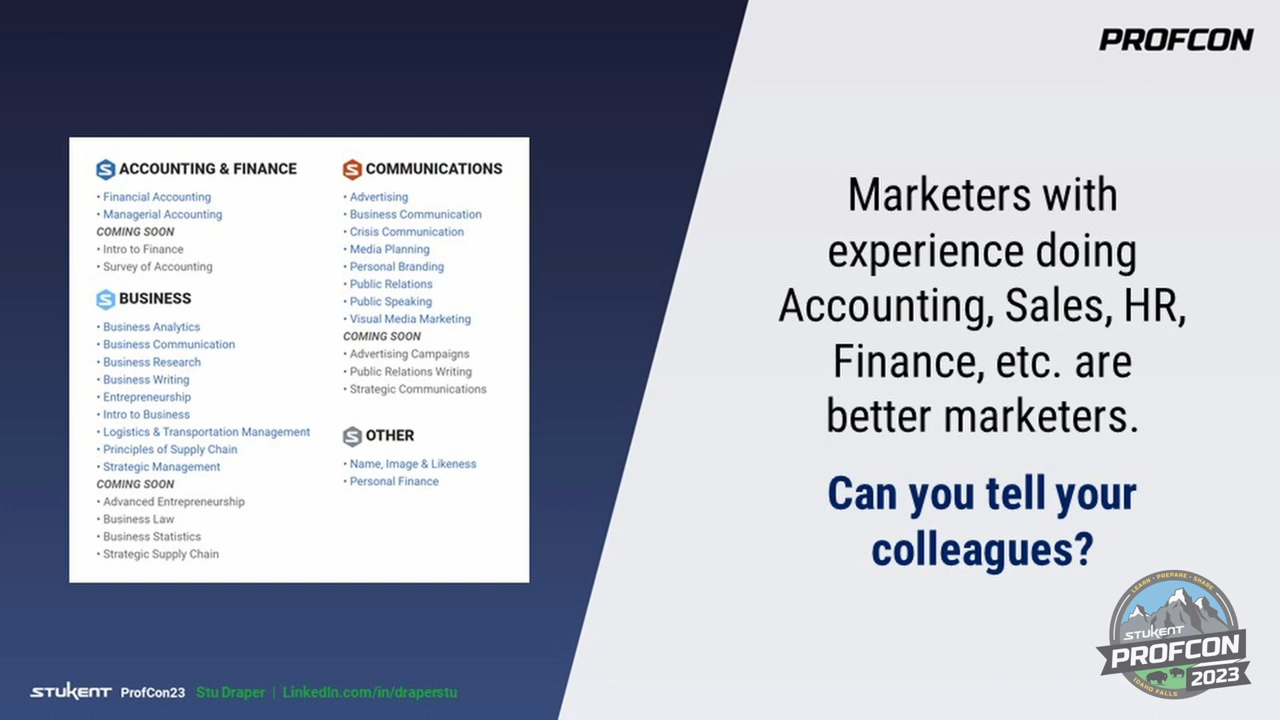 PROFCON
ACCOUNTING & FINANCE
• Financial Accounting
• Managerial Accounting
COMING SOON
• Intro to Finance
• Survey of Accounting
BUSINESS
• Business Analytics
• Business Communication
• Business Research
• Business Writing
• Entrepreneurship
• Intro to Business
• Logistics & Transportation Management
• Principles of Supply Chain
• Strategic Management
COMING SOON
• Advanced Entrepreneurship
• Business Law
• Business Statistics
• Strategic Supply Chain
COMMUNICATIONS
• Advertising
• Business Communication
• Crisis Communication
• Media Planning
• Personal Branding
• Public Relations
• Public Speaking
• Visual Media Marketing
COMING SOON
• Advertising Campaigns
• Public Relations Writing
• Strategic Communications
OTHER
• Name, Image & Likeness
• Personal Finance
Marketers with
experience doing
Accounting, Sales, HR,
Finance, etc. are
better marketers.
Can you tell your
colleagues?
STUKENT ProfCon23 Stu Draper | LinkedIn.com/in/draperstu
LEARN • PREPARE • SHARE
STUKENT
PROFCON
2023
IDAHO FALLS